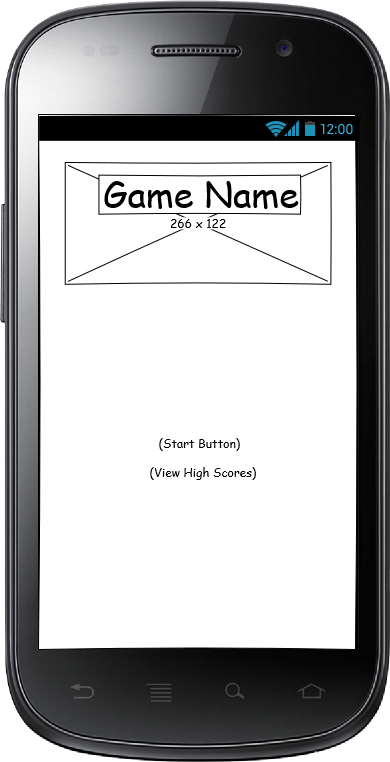 12:00
Game Name
266 x 122
(Start Button)
(View High Scores)